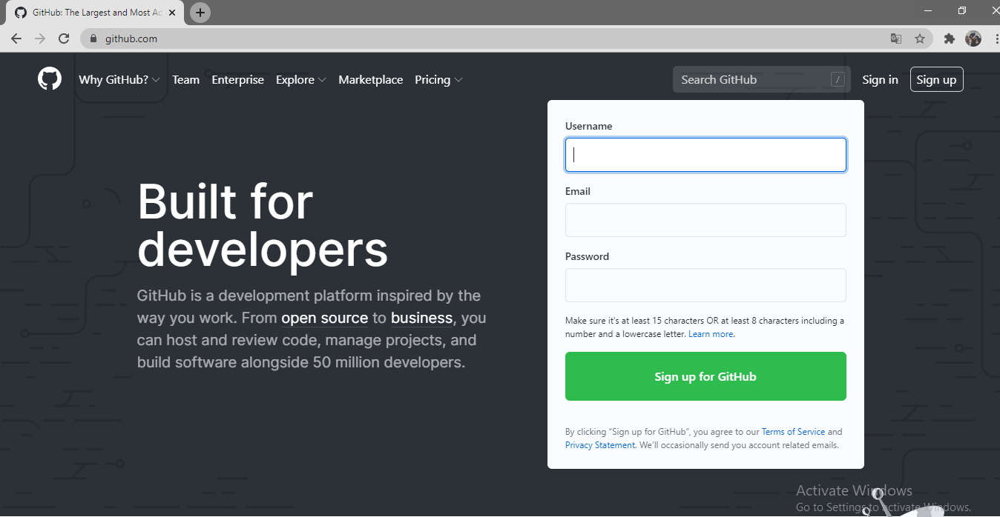 GitHub: The Largest and Most Ad
github.com
Why GitHub? Team Enterprise Explore Marketplace Pricing Search GitHub / Sign in Sign up
Built for
developers
GitHub is a development platform inspired by the
way you work. From open source to business, you
can host and review code, manage projects, and
build software alongside 50 million developers.
Username
Email
Password
Make sure it's at least 15 characters OR at least 8 characters including a
number and a lowercase letter. Learn more.
Sign up for GitHub
By clicking “Sign up for GitHub”, you agree to our Terms of Service and
Privacy Statement. We’ll occasionally send you account related emails.
Activate Windows
Go to Settings to activate Windows.